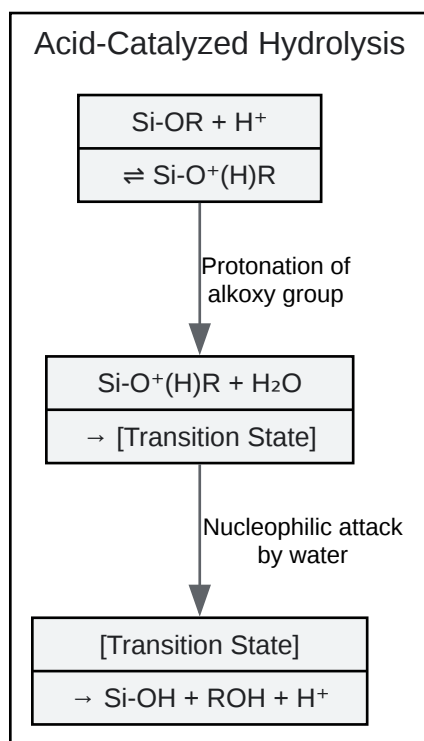 Acid-Catalyzed Hydrolysis
Si-OR + H⁺
⇌ Si-O⁺(H)R
Protonation of
alkoxy group
Si-O⁺(H)R + H₂O
→ [Transition State]
Nucleophilic attack
by water
[Transition State]
→ Si-OH + ROH + H⁺